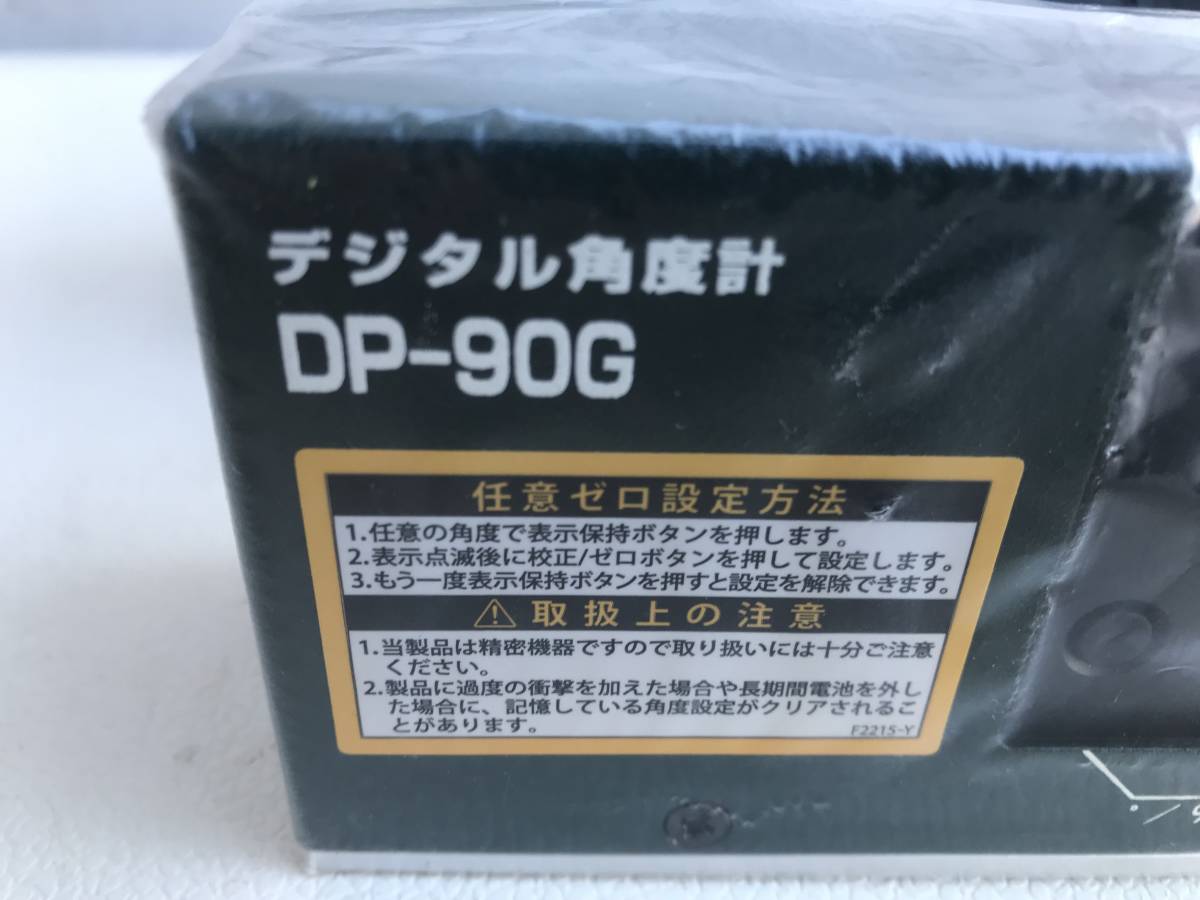 デジタル角度計
DP-90G
任意ゼロ設定方法
1.任意の角度で表示保持ボタンを押します。
2.表示点滅後に校正/ゼロボタンを押して設定します。
3.もう一度表示保持ボタンを押すと設定を解除できます。
⚠取扱上の注意
1.当製品は精密機器ですので取り扱いには十分ご注意
ください。
2.製品に過度の衝撃を加えた場合や長期間電池を外し
た場合に、記憶している角度設定がクリアされるこ
とがあります。
F2215-Y